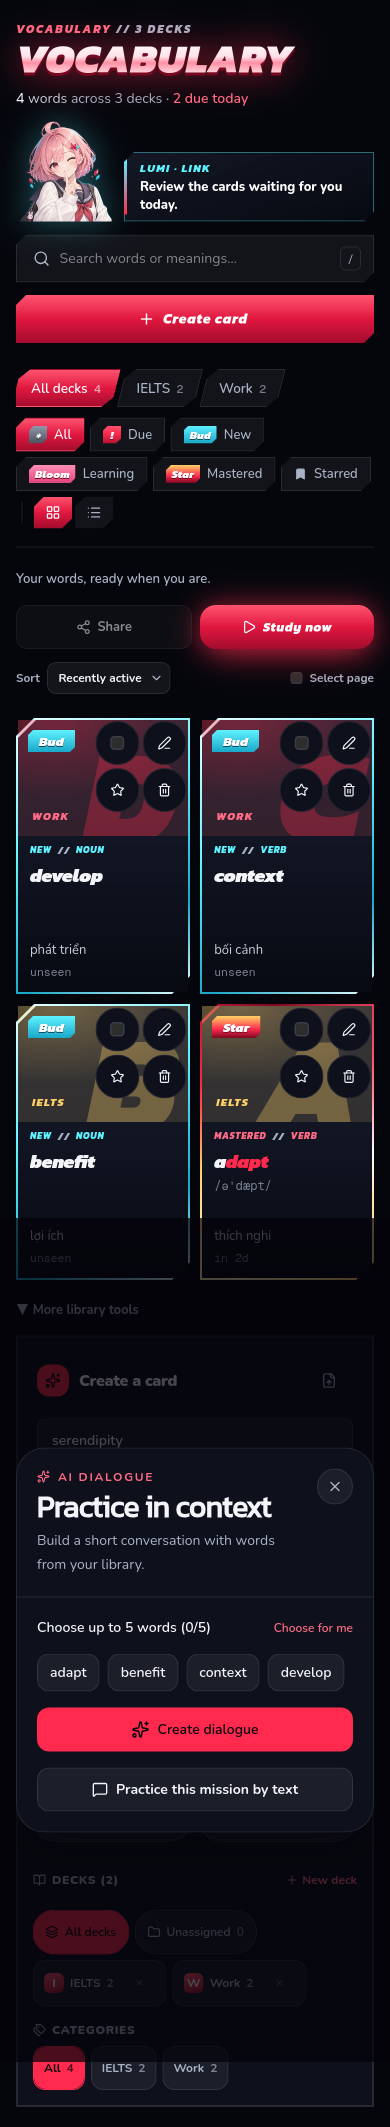 VOCABULARY // 3 DECKS
VOCABULARY
4 words across 3 decks · 2 due today
LUMI · LINK
Review the cards waiting for you
today.
Search words or meanings... /
Create card
All decks 4 IELTS 2 Work 2
All ! Due Bud New
Bloom Learning Star Mastered Starred
Your words, ready when you are.
Share Study now
Sort Recently active Select page
Bud Bud
WORK WORK
NEW // NOUN NEW // VERB
develop context
phát triển bối cảnh
unseen unseen
Bud Star
IELTS IELTS
NEW // NOUN MASTERED // VERB
benefit adapt
/ə'dæpt/
lợi ích thích nghi
unseen in 2d
▼ More library tools
Create a card
serendipity
AI DIALOGUE
Practice in context
Build a short conversation with words
from your library.
Choose up to 5 words (0/5) Choose for me
adapt benefit context develop
Create dialogue
Practice this mission by text
DECKS (2) + New deck
All decks Unassigned 0
I IELTS 2 × W Work 2 ×
CATEGORIES
All 4 IELTS 2 Work 2